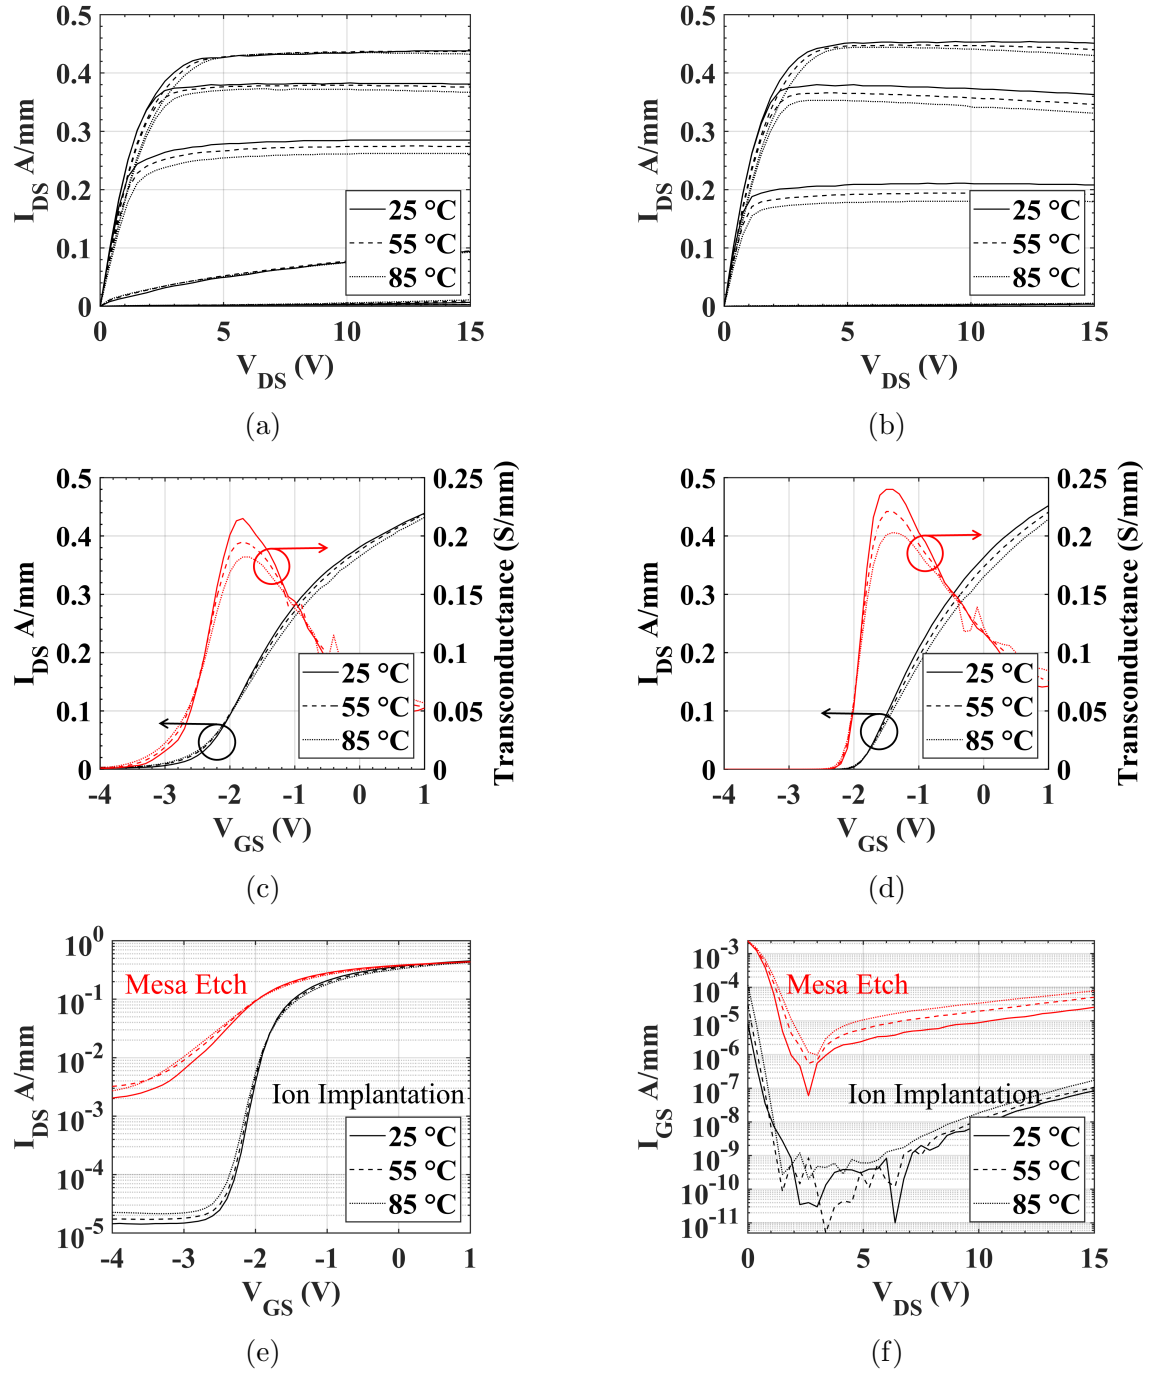 0.5
0.4
0.3
0.2
0.1
0
I_DS A/mm
25 °C
55 °C
85 °C
0 5 10 15
V_DS (V)
(a)
0.5
0.4
0.3
0.2
0.1
0
I_DS A/mm
25 °C
55 °C
85 °C
0 5 10 15
V_DS (V)
(b)
0.5
0.4
0.3
0.2
0.1
0
I_DS A/mm
0.25
0.2
0.15
0.1
0.05
0
Transconductance (S/mm)
25 °C
55 °C
85 °C
-4 -3 -2 -1 0 1
V_GS (V)
(c)
0.5
0.4
0.3
0.2
0.1
0
I_DS A/mm
0.25
0.2
0.15
0.1
0.05
0
Transconductance (S/mm)
25 °C
55 °C
85 °C
-4 -3 -2 -1 0 1
V_GS (V)
(d)
10^0
10^-1
10^-2
10^-3
10^-4
10^-5
I_DS A/mm
Mesa Etch
Ion Implantation
25 °C
55 °C
85 °C
-4 -3 -2 -1 0 1
V_GS (V)
(e)
10^-3
10^-4
10^-5
10^-6
10^-7
10^-8
10^-9
10^-10
10^-11
I_GS A/mm
Mesa Etch
Ion Implantation
25 °C
55 °C
85 °C
0 5 10 15
V_DS (V)
(f)